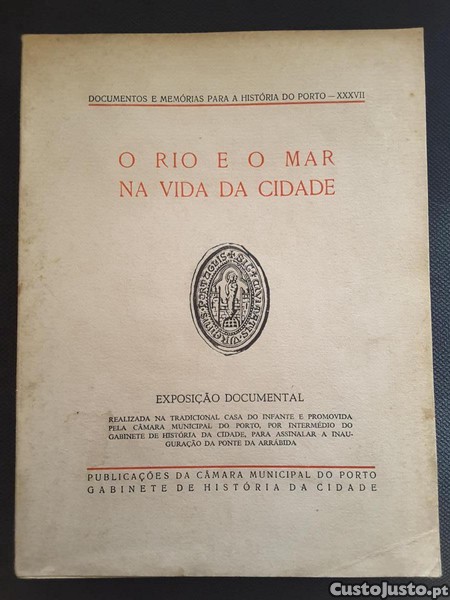 DOCUMENTOS E MEMÓRIAS PARA A HISTÓRIA DO PORTO — XXXVII
O RIO E O MAR
NA VIDA DA CIDADE
EXPOSIÇÃO DOCUMENTAL
REALIZADA NA TRADICIONAL CASA DO INFANTE E PROMOVIDA
PELA CÂMARA MUNICIPAL DO PORTO, POR INTERMÉDIO DO
GABINETE DE HISTÓRIA DA CIDADE, PARA ASSINALAR A INAU-
GURAÇÃO DA PONTE DA ARRÁBIDA
PUBLICAÇÕES DA CÂMARA MUNICIPAL DO PORTO
GABINETE DE HISTÓRIA DA CIDADE
CustoJusto.pt